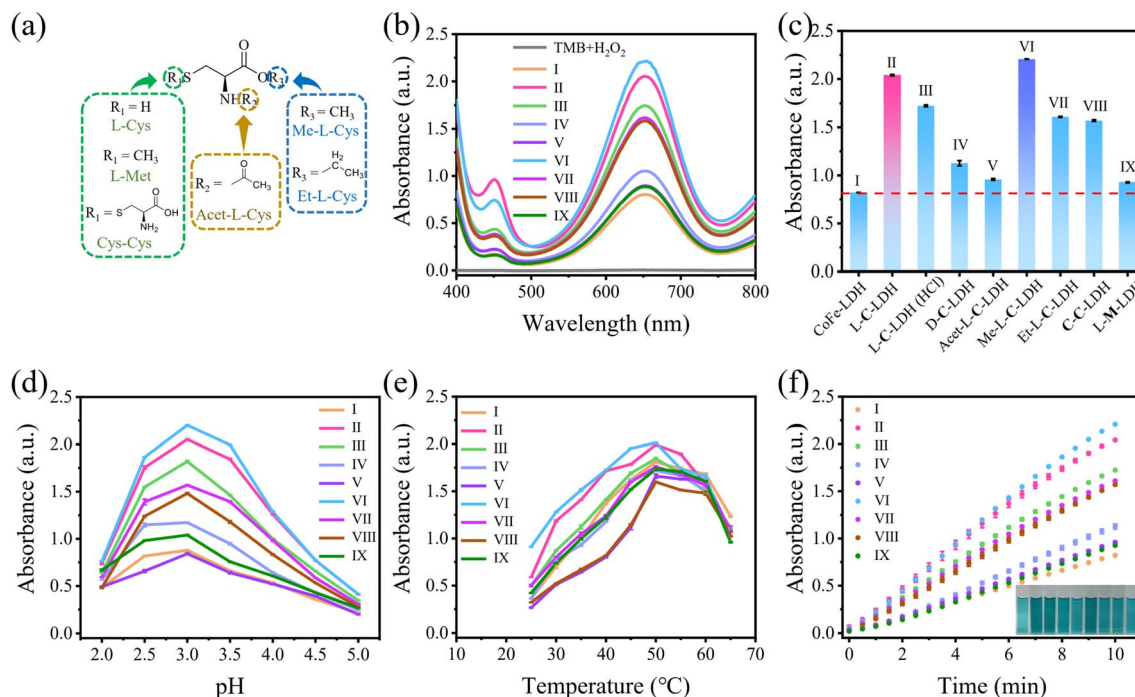 (a)
O
R₁
S
OR₃
NHR₂
R₁ = H
L-Cys
R₁ = CH₃
L-Met
R₁ =
S
O
OH
NH₂
Cys-Cys
O
R₂ =
CH₃
Acet-L-Cys
R₃ = CH₃
Me-L-Cys
H₂
R₃ =
C
CH₃
Et-L-Cys
(b)
Absorbance (a.u.)
2.5
2.0
1.5
1.0
0.5
0.0
TMB+H₂O₂
I
II
III
IV
V
VI
VII
VIII
IX
400
500
600
700
800
Wavelength (nm)
(c)
Absorbance (a.u.)
2.5
2.0
1.5
1.0
0.5
0.0
I
II
III
IV
V
VI
VII
VIII
IX
CoFe-LDH
L-C-LDH
L-C-LDH (HCl)
D-C-LDH
Acet-L-C-LDH
Me-L-C-LDH
Et-L-C-LDH
C-C-LDH
L-M-LDH
(d)
Absorbance (a.u.)
2.5
2.0
1.5
1.0
0.5
0.0
I
II
III
IV
V
VI
VII
VIII
IX
2.0
2.5
3.0
3.5
4.0
4.5
5.0
pH
(e)
Absorbance (a.u.)
2.5
2.0
1.5
1.0
0.5
0.0
I
II
III
IV
V
VI
VII
VIII
IX
10
20
30
40
50
60
70
Temperature (℃)
(f)
Absorbance (a.u.)
2.5
2.0
1.5
1.0
0.5
0.0
I
II
III
IV
V
VI
VII
VIII
IX
0
2
4
6
8
10
Time (min)